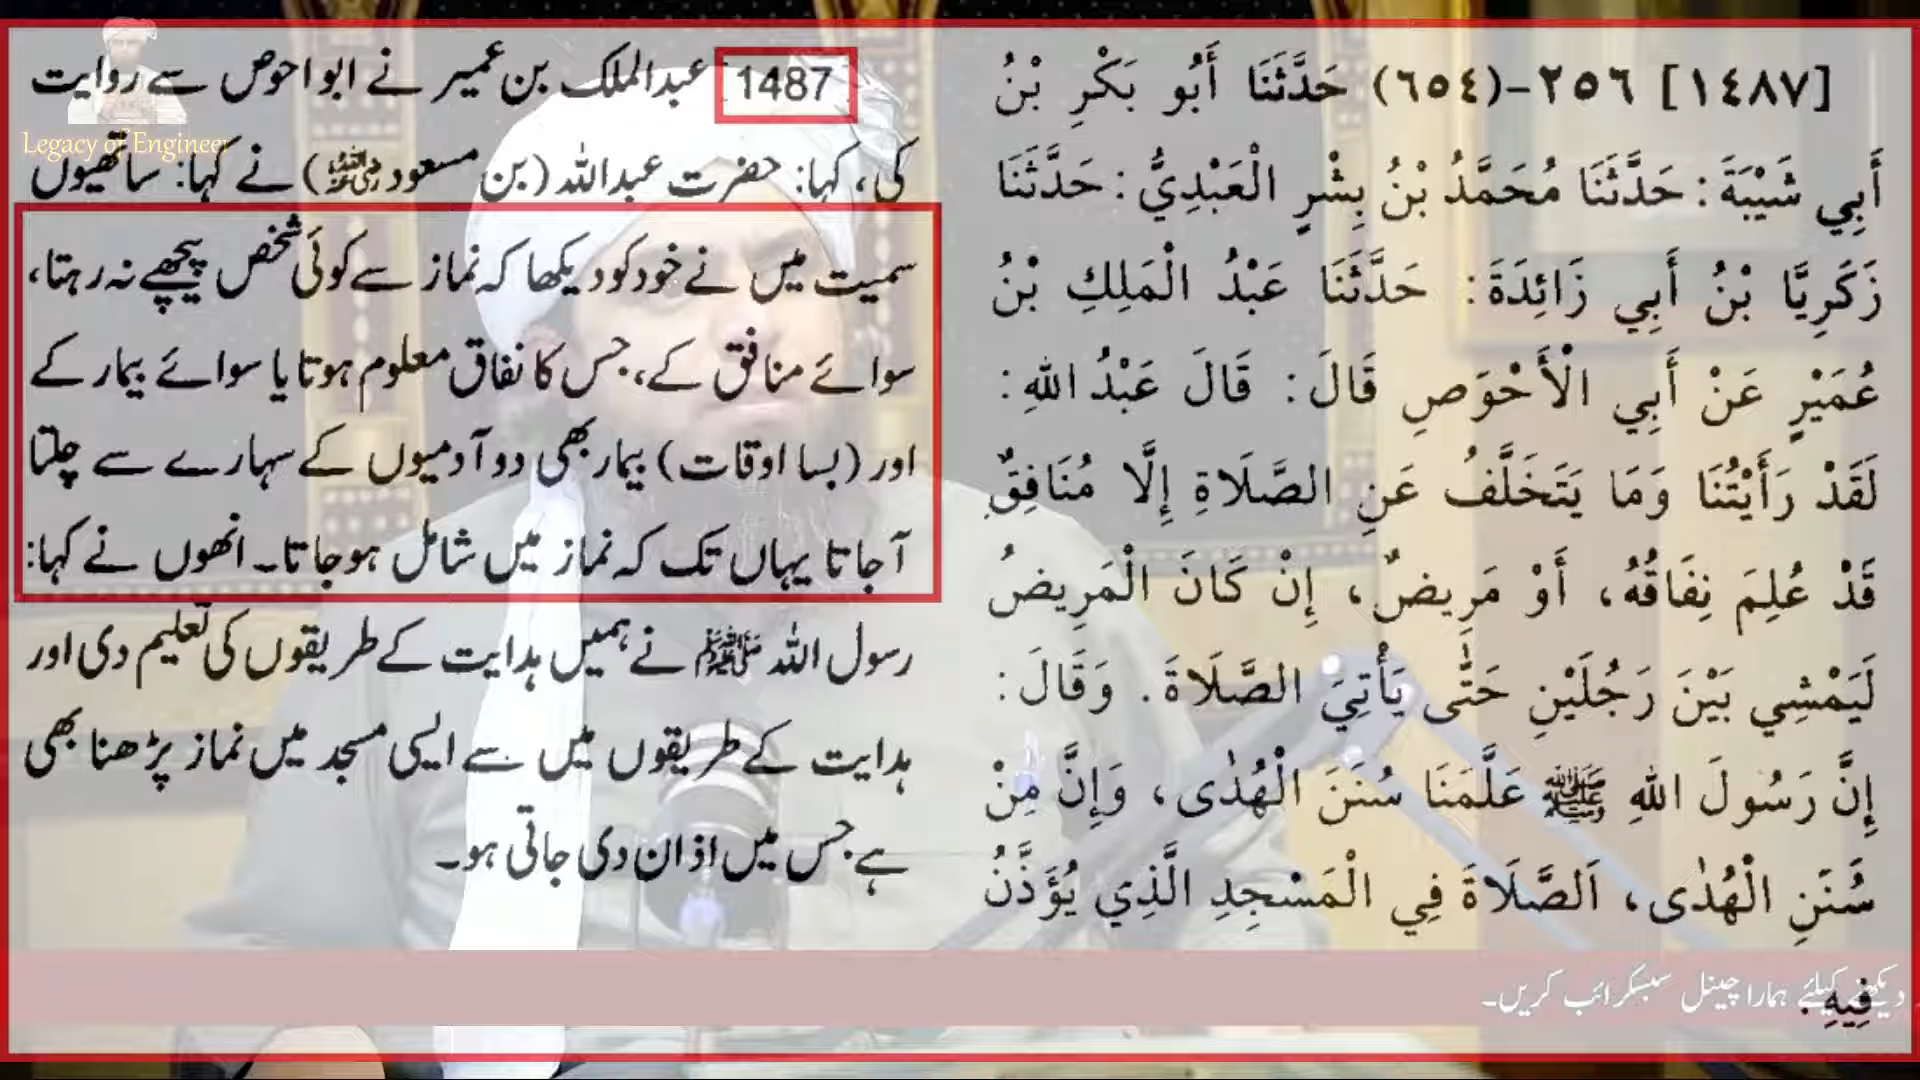 [١٤٨٧] ٢٥٦-(٦٥٤) حَدَّثَنَا أَبُو بَكْرِ بْنُ
أَبِي شَيْبَةَ: حَدَّثَنَا مُحَمَّدُ بْنُ بِشْرٍ الْعَبْدِيُّ: حَدَّثَنَا
زَكَرِيَّا بْنُ أَبِي زَائِدَةَ: حَدَّثَنَا عَبْدُ الْمَلِكِ بْنُ
عُمَيْرٍ عَنْ أَبِي الْأَحْوَصِ قَالَ: قَالَ عَبْدُ اللهِ:
لَقَدْ رَأَيْتُنَا وَمَا يَتَخَلَّفُ عَنِ الصَّلَاةِ إِلَّا مُنَافِقٌ
قَدْ عُلِمَ نِفَاقُهُ، أَوْ مَرِيضٌ، إِنْ كَانَ الْمَرِيضُ
لَيَمْشِي بَيْنَ رَجُلَيْنِ حَتَّى يَأْتِيَ الصَّلَاةَ. وَقَالَ:
إِنَّ رَسُولَ اللهِ ﷺ عَلَّمَنَا سُنَنَ الْهُدٰى، وَإِنَّ مِنْ
سُنَنِ الْهُدٰى، اَلصَّلَاةَ فِي الْمَسْجِدِ الَّذِي يُؤَذَّنُ
فِيهِ.
1487 عبدالملک بن عمیر نے ابواحوص سے روایت
کی، کہا: حضرت عبداللہ (بن مسعود ؓ) نے کہا: ساتھیوں
سمیت میں نے خود کو دیکھا کہ نماز سے کوئی شخص پیچھے نہ رہتا،
سوائے منافق کے، جس کا نفاق معلوم ہوتا یا سوائے بیمار کے
اور (بسا اوقات) بیمار بھی دو آدمیوں کے سہارے سے چلتا
آجاتا یہاں تک کہ نماز میں شامل ہو جاتا۔ انھوں نے کہا:
رسول اللہ ﷺ نے ہمیں ہدایت کے طریقوں کی تعلیم دی اور
ہدایت کے طریقوں میں سے ایسی مسجد میں نماز پڑھنا بھی
ہے جس میں اذان دی جاتی ہو۔
Legacy of Engineer
دیکھنے کیلئے ہمارا چینل سبسکرائب کریں۔